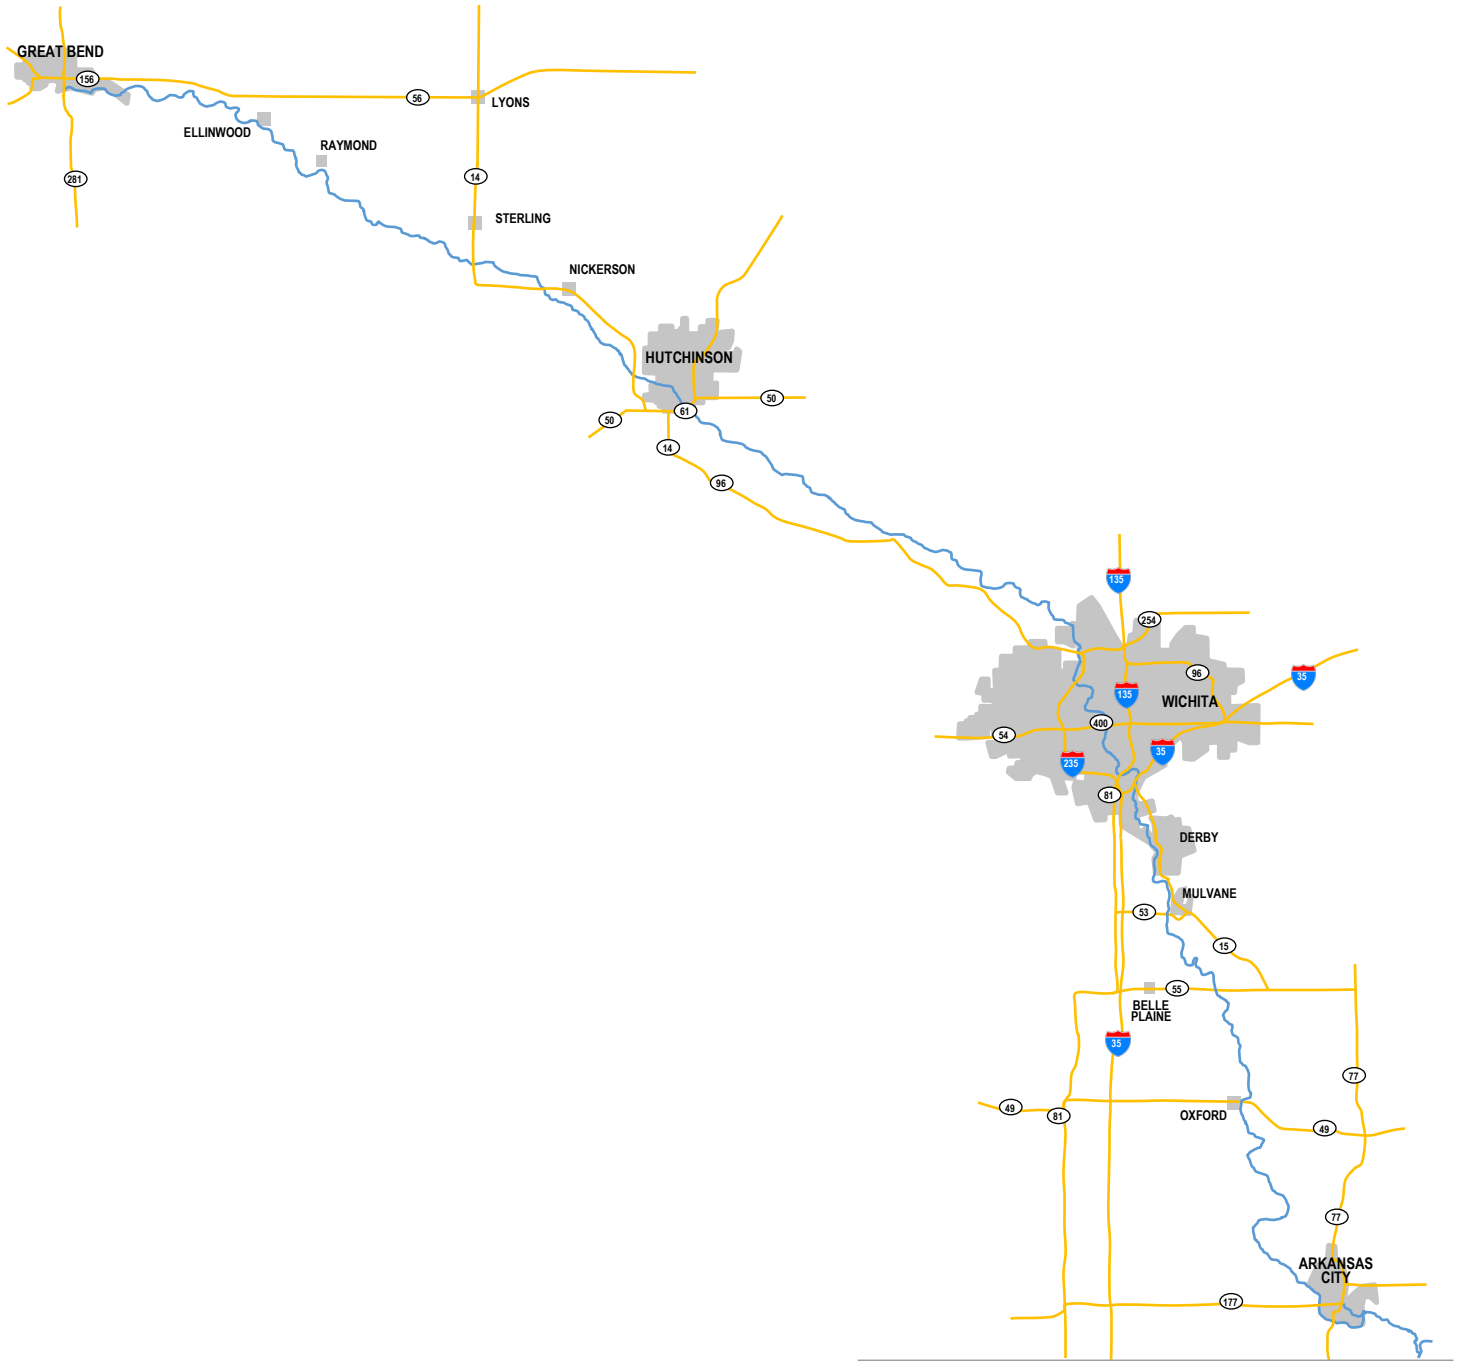 GREAT BEND
156
56
LYONS
ELLINWOOD
RAYMOND
281
14
STERLING
NICKERSON
HUTCHINSON
50
61
50
14
96
135
254
96
35
135
WICHITA
400
54
35
235
81
DERBY
MULVANE
53
15
55
BELLE
PLAINE
35
77
49
81
OXFORD
49
77
ARKANSAS
CITY
177